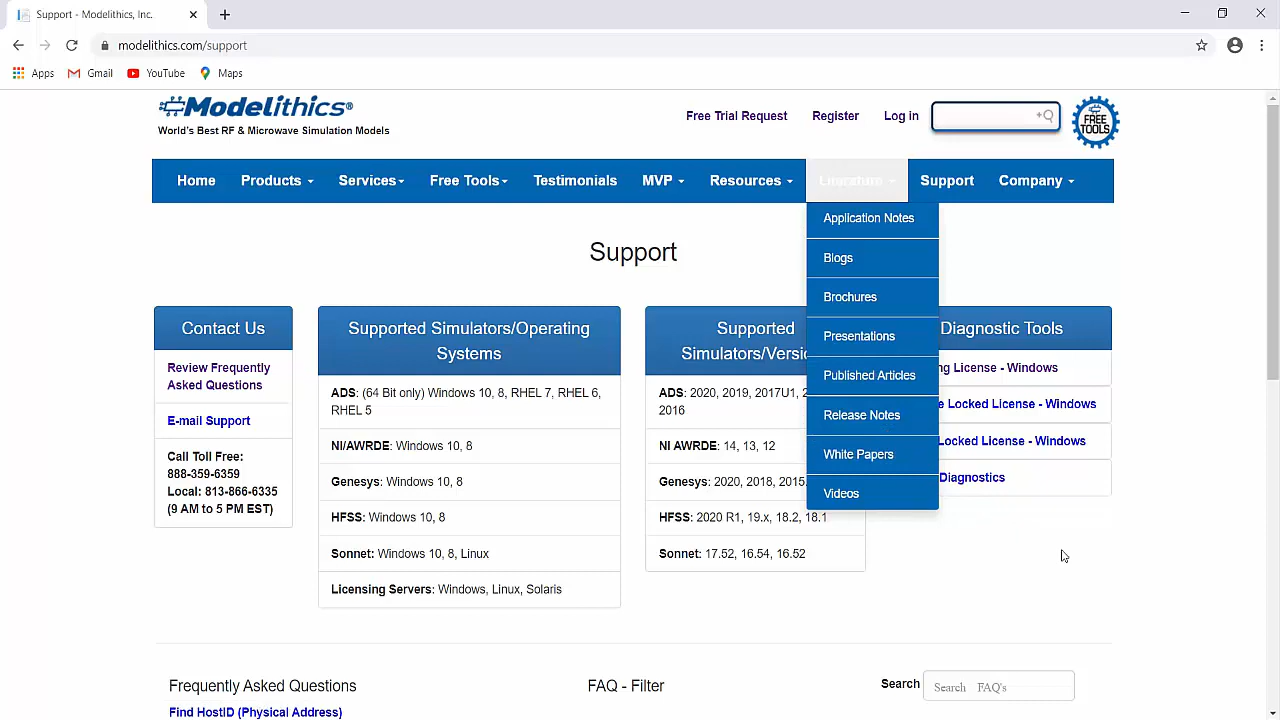 Support - Modelithics, Inc.
modelithics.com/support
Apps Gmail YouTube Maps
Modelithics®
World's Best RF & Microwave Simulation Models
Free Trial Request Register Log in
FREE TOOLS
Home Products Services Free Tools Testimonials MVP Resources Literature Support Company
Application Notes
Blogs
Brochures
Presentations
Published Articles
Release Notes
White Papers
Videos
Support
Contact Us
Review Frequently
Asked Questions
E-mail Support
Call Toll Free:
888-359-6359
Local: 813-866-6335
(9 AM to 5 PM EST)
Supported Simulators/Operating
Systems
ADS: (64 Bit only) Windows 10, 8, RHEL 7, RHEL 6,
RHEL 5
NI/AWRDE: Windows 10, 8
Genesys: Windows 10, 8
HFSS: Windows 10, 8
Sonnet: Windows 10, 8, Linux
Licensing Servers: Windows, Linux, Solaris
Supported
Simulators/Versio
ADS: 2020, 2019, 2017U1, 2
2016
NI AWRDE: 14, 13, 12
Genesys: 2020, 2018, 2015.
HFSS: 2020 R1, 19.x, 18.2, 18.1
Sonnet: 17.52, 16.54, 16.52
Diagnostic Tools
ng License - Windows
e Locked License - Windows
Locked License - Windows
Diagnostics
Frequently Asked Questions
Find HostID (Physical Address)
FAQ - Filter
Search Search FAQ's